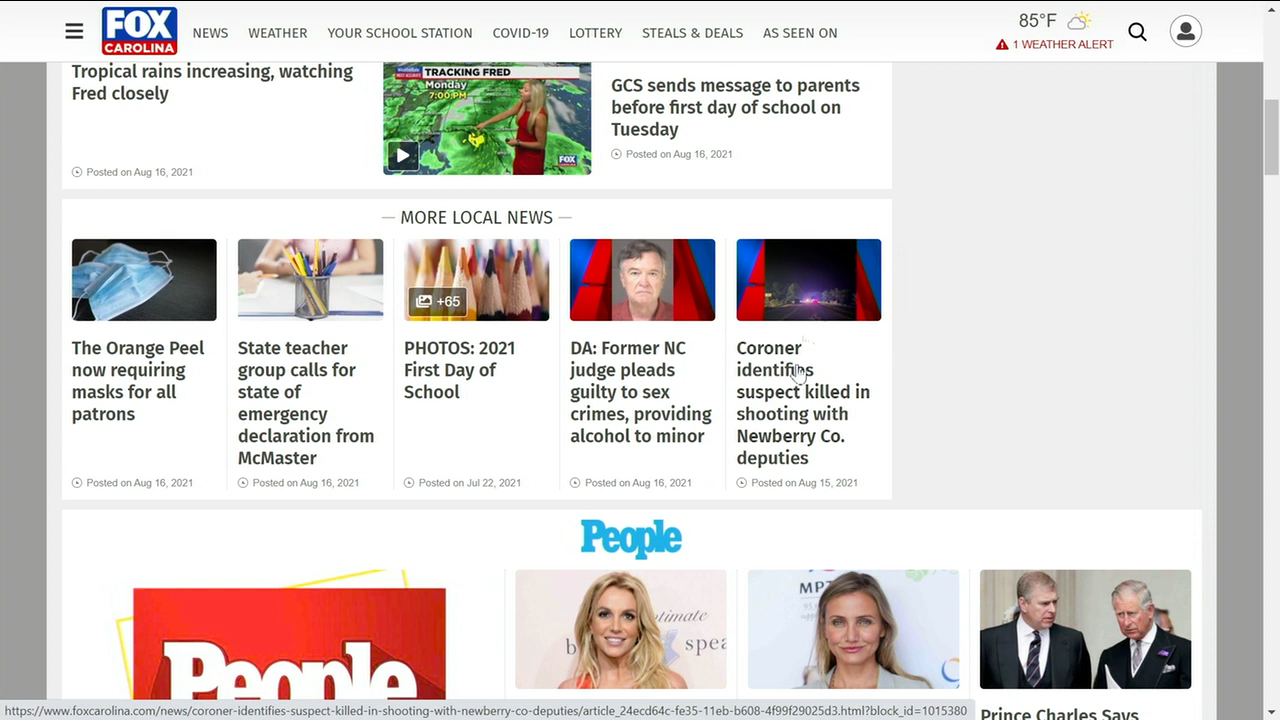 FOX
CAROLINA
NEWS
WEATHER
YOUR SCHOOL STATION
COVID-19
LOTTERY
STEALS & DEALS
AS SEEN ON
85°F
1 WEATHER ALERT
Tropical rains increasing, watching
Fred closely
Posted on Aug 16, 2021
TRACKING FRED
Monday
7:00 PM
FOX
GCS sends message to parents
before first day of school on
Tuesday
Posted on Aug 16, 2021
MORE LOCAL NEWS
The Orange Peel
now requiring
masks for all
patrons
Posted on Aug 16, 2021
State teacher
group calls for
state of
emergency
declaration from
McMaster
Posted on Aug 16, 2021
+65
PHOTOS: 2021
First Day of
School
Posted on Jul 22, 2021
DA: Former NC
judge pleads
guilty to sex
crimes, providing
alcohol to minor
Posted on Aug 16, 2021
Coroner
identifies
suspect killed in
shooting with
Newberry Co.
deputies
Posted on Aug 15, 2021
People
People
MPT
Prince Charles Says
https://www.foxcarolina.com/news/coroner-identifies-suspect-killed-in-shooting-with-newberry-co-deputies/article_24ecd64c-fe35-11eb-b608-4f99f29025d3.html?block_id=1015380